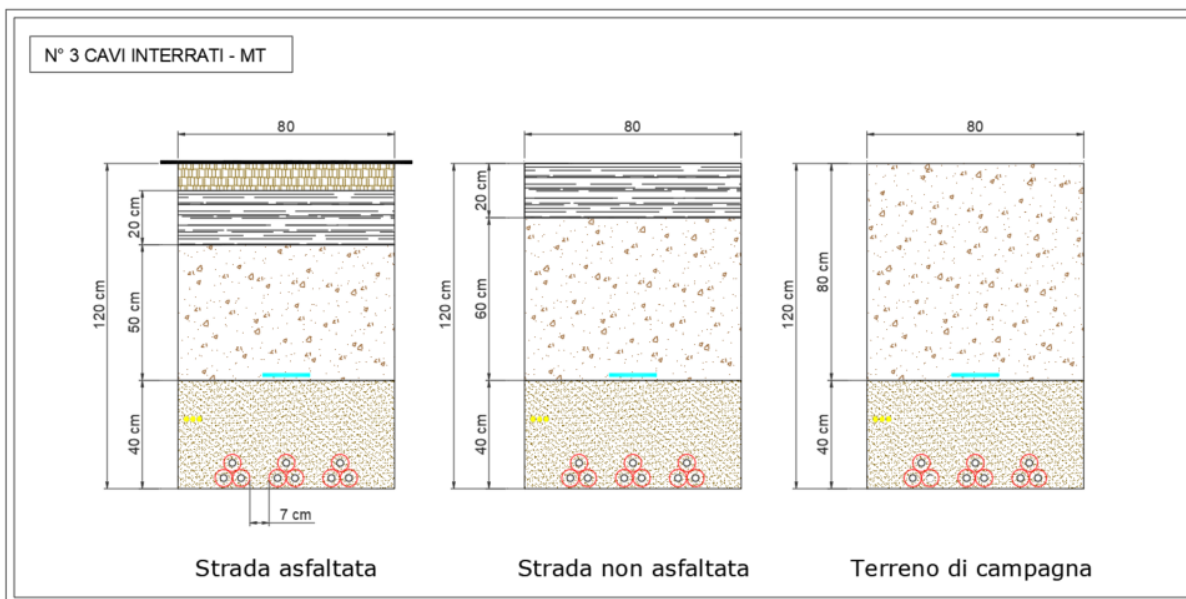 N° 3 CAVI INTERRATI - MT
80
80
80
120 cm
20 cm
50 cm
40 cm
7 cm
120 cm
20 cm
60 cm
40 cm
120 cm
80 cm
40 cm
Strada asfaltata
Strada non asfaltata
Terreno di campagna